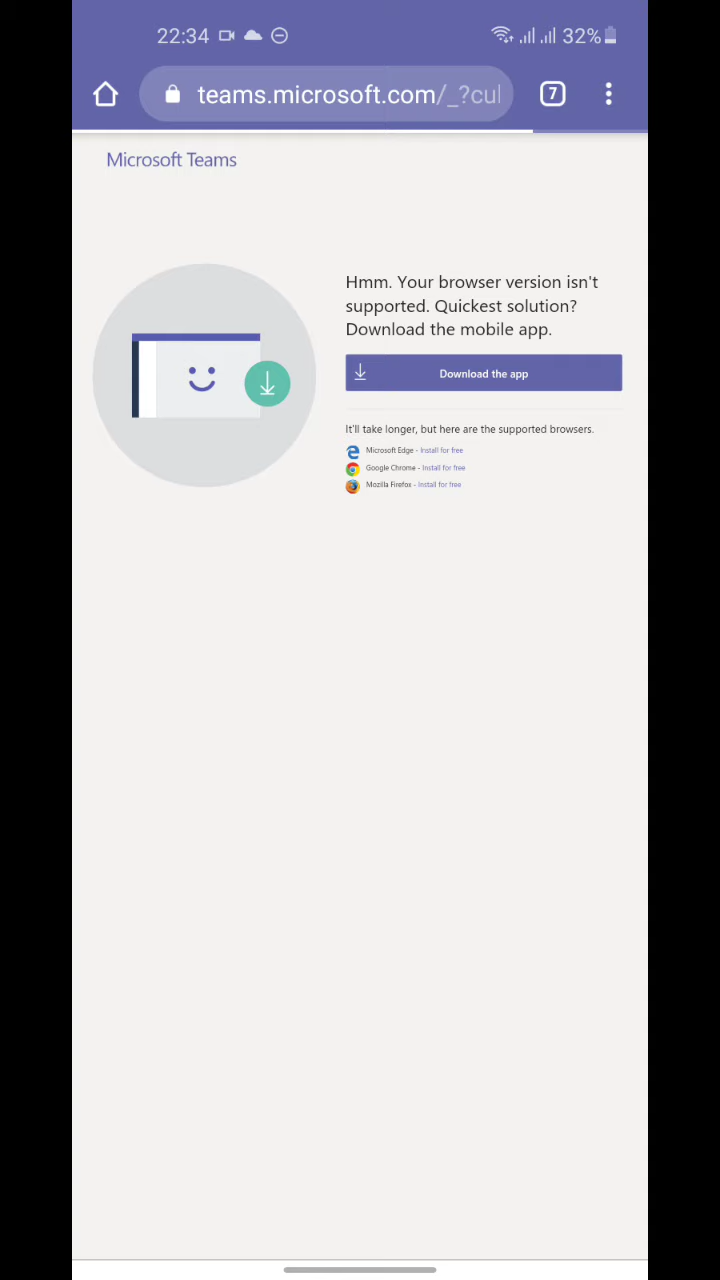 22:34 32%
teams.microsoft.com/_?cul
7
Microsoft Teams
Hmm. Your browser version isn't
supported. Quickest solution?
Download the mobile app.
Download the app
It'll take longer, but here are the supported browsers.
Microsoft Edge - Install for free
Google Chrome - Install for free
Mozilla Firefox - Install for free